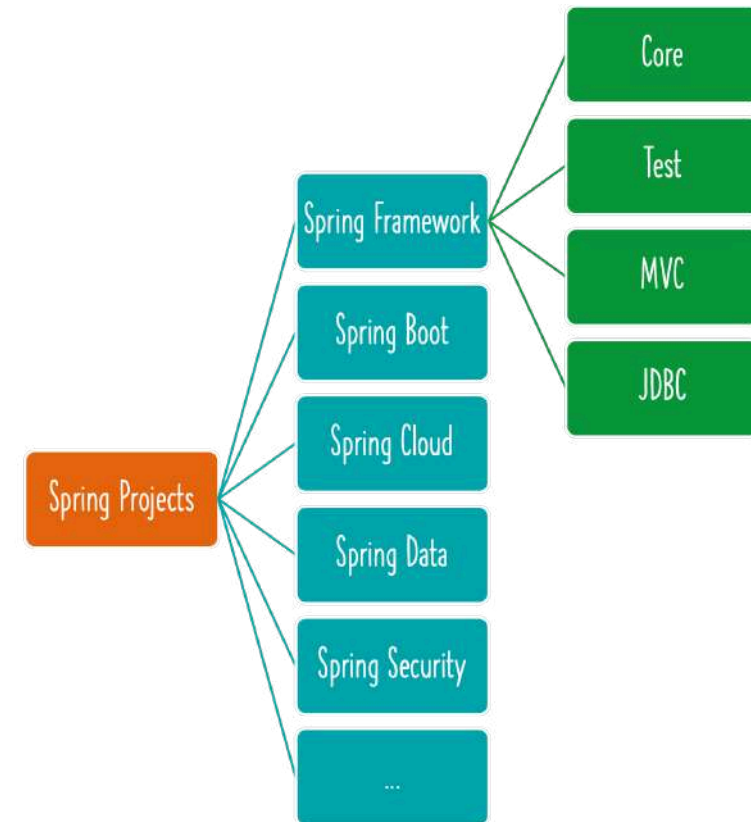 Spring Projects
Spring Framework
Spring Boot
Spring Cloud
Spring Data
Spring Security
...
Core
Test
MVC
JDBC